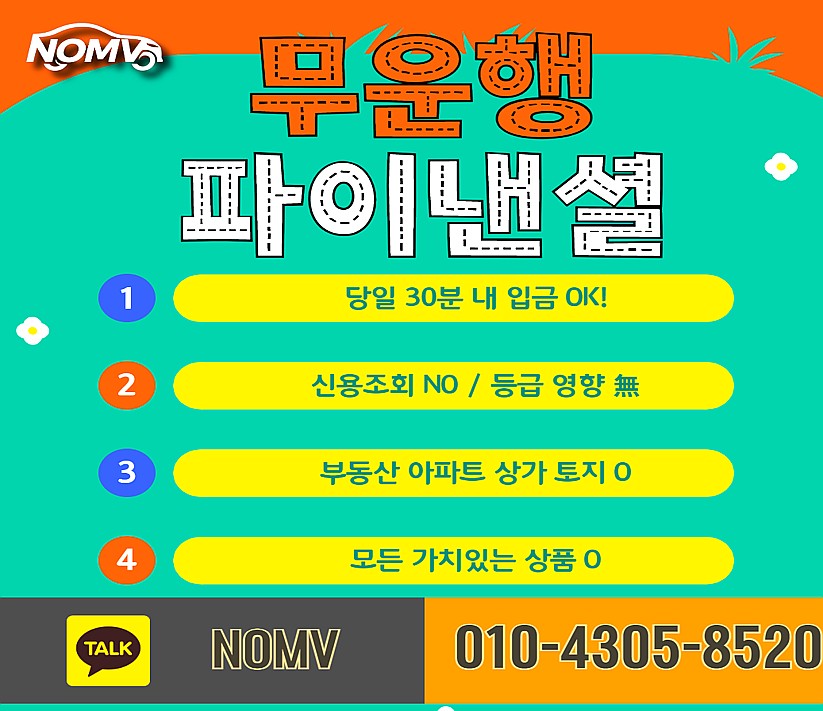 NOMV
무운행
파이낸셜
1 당일 30분 내 입금 OK!
2 신용조회 NO / 등급 영향 無
3 부동산 아파트 상가 토지 O
4 모든 가치있는 상품 O
TALK NOMV 010-4305-8520